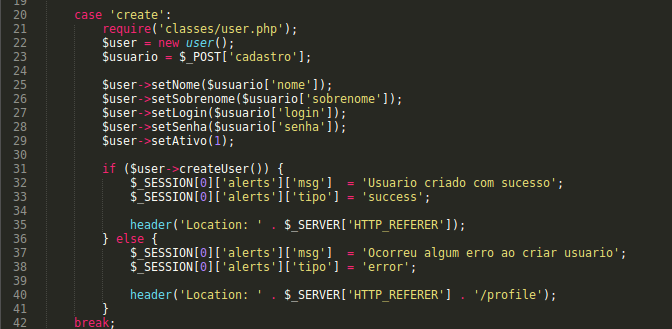 19
20 case 'create':
21 require('classes/user.php');
22 $user = new user();
23 $usuario = $_POST['cadastro'];
24
25 $user->setNome($usuario['nome']);
26 $user->setSobrenome($usuario['sobrenome']);
27 $user->setLogin($usuario['login']);
28 $user->setSenha($usuario['senha']);
29 $user->setAtivo(1);
30
31 if ($user->createUser()) {
32 $_SESSION[0]['alerts']['msg']  = 'Usuario criado com sucesso';
33 $_SESSION[0]['alerts']['tipo'] = 'success';
34
35 header('Location: ' . $_SERVER['HTTP_REFERER']);
36 } else {
37 $_SESSION[0]['alerts']['msg']  = 'Ocorreu algum erro ao criar usuario';
38 $_SESSION[0]['alerts']['tipo'] = 'error';
39
40 header('Location: ' . $_SERVER['HTTP_REFERER'] . '/profile');
41 }
42 break;